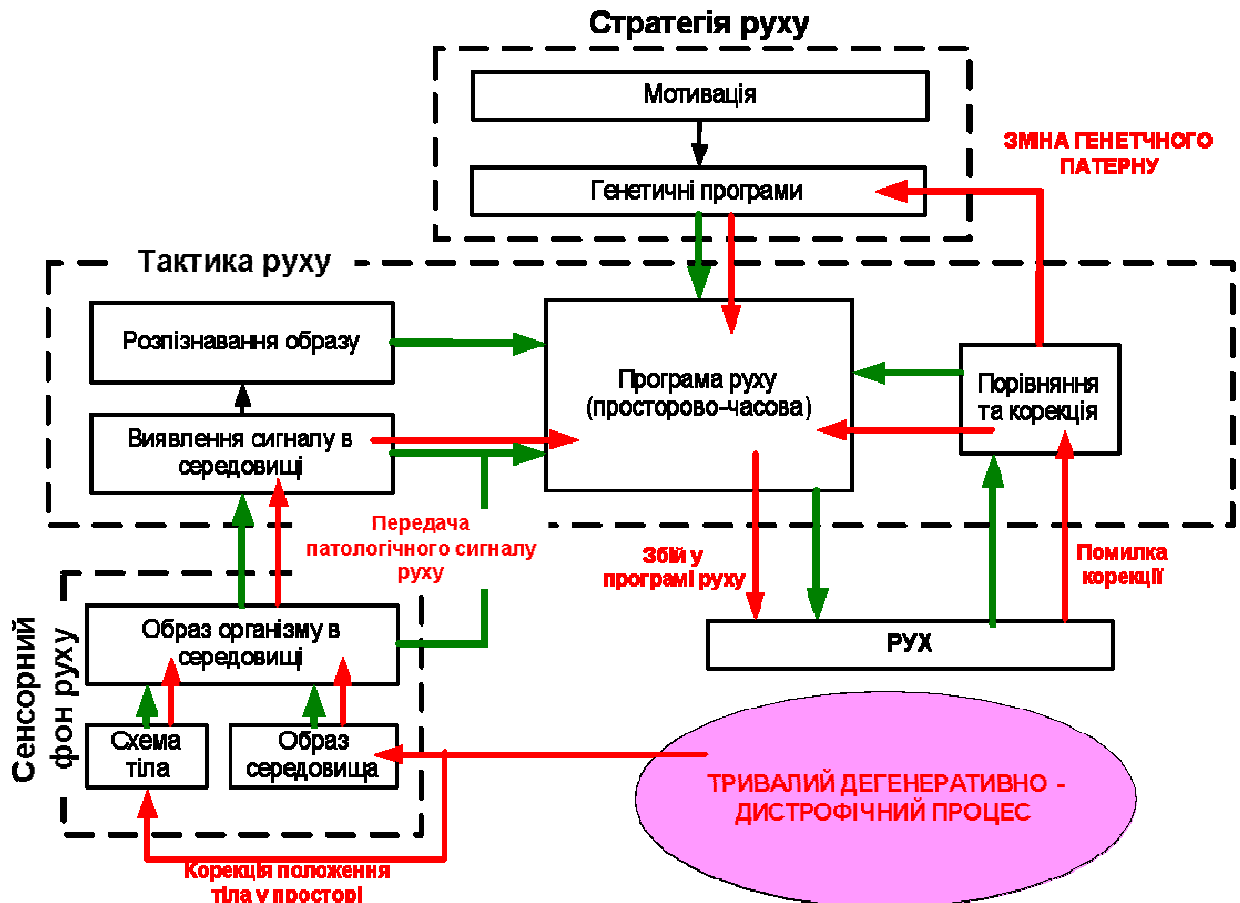 Стратегія руху
Мотивація
ЗМІНА ГЕНЕТЧНОГО
ПАТЕРНУ
Генетичні програми
Тактика руху
Розпізнавання образу
Програма руху
(просторово-часова)
Порівняння
та корекція
Виявлення сигналу в
середовищі
Передача
патологічного сигналу
руху
Збій у
програмі руху
Помилка
корекції
Сенсорний
фон руху
Образ організму в
середовищі
РУХ
Схема
тіла
Образ
середовища
ТРИВАЛИЙ ДЕГЕНЕРАТИВНО -
ДИСТРОФІЧНИЙ ПРОЦЕС
Корекція положення
тіла у просторі